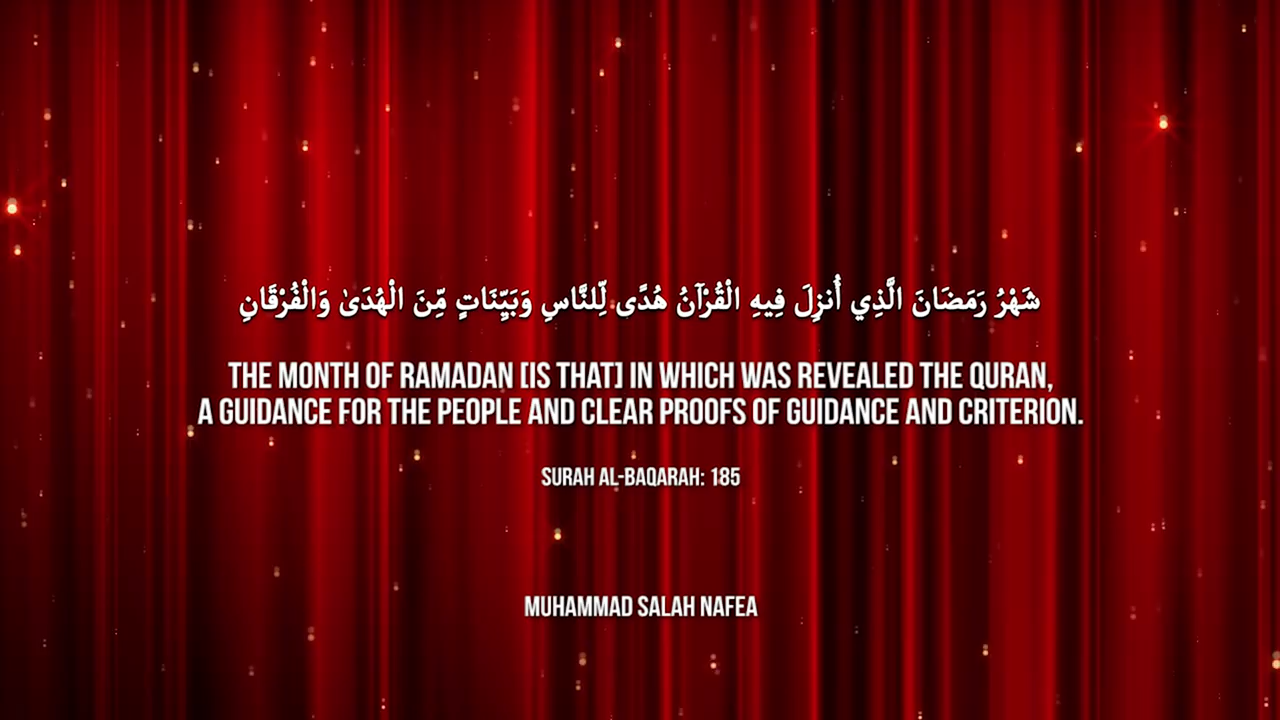 شَهْرُ رَمَضَانَ الَّذِي أُنزِلَ فِيهِ الْقُرْآنُ هُدًى لِّلنَّاسِ وَبَيِّنَاتٍ مِّنَ الْهُدَىٰ وَالْفُرْقَانِ
THE MONTH OF RAMADAN [IS THAT] IN WHICH WAS REVEALED THE QURAN,
A GUIDANCE FOR THE PEOPLE AND CLEAR PROOFS OF GUIDANCE AND CRITERION.
SURAH AL-BAQARAH: 185
MUHAMMAD SALAH NAFEA